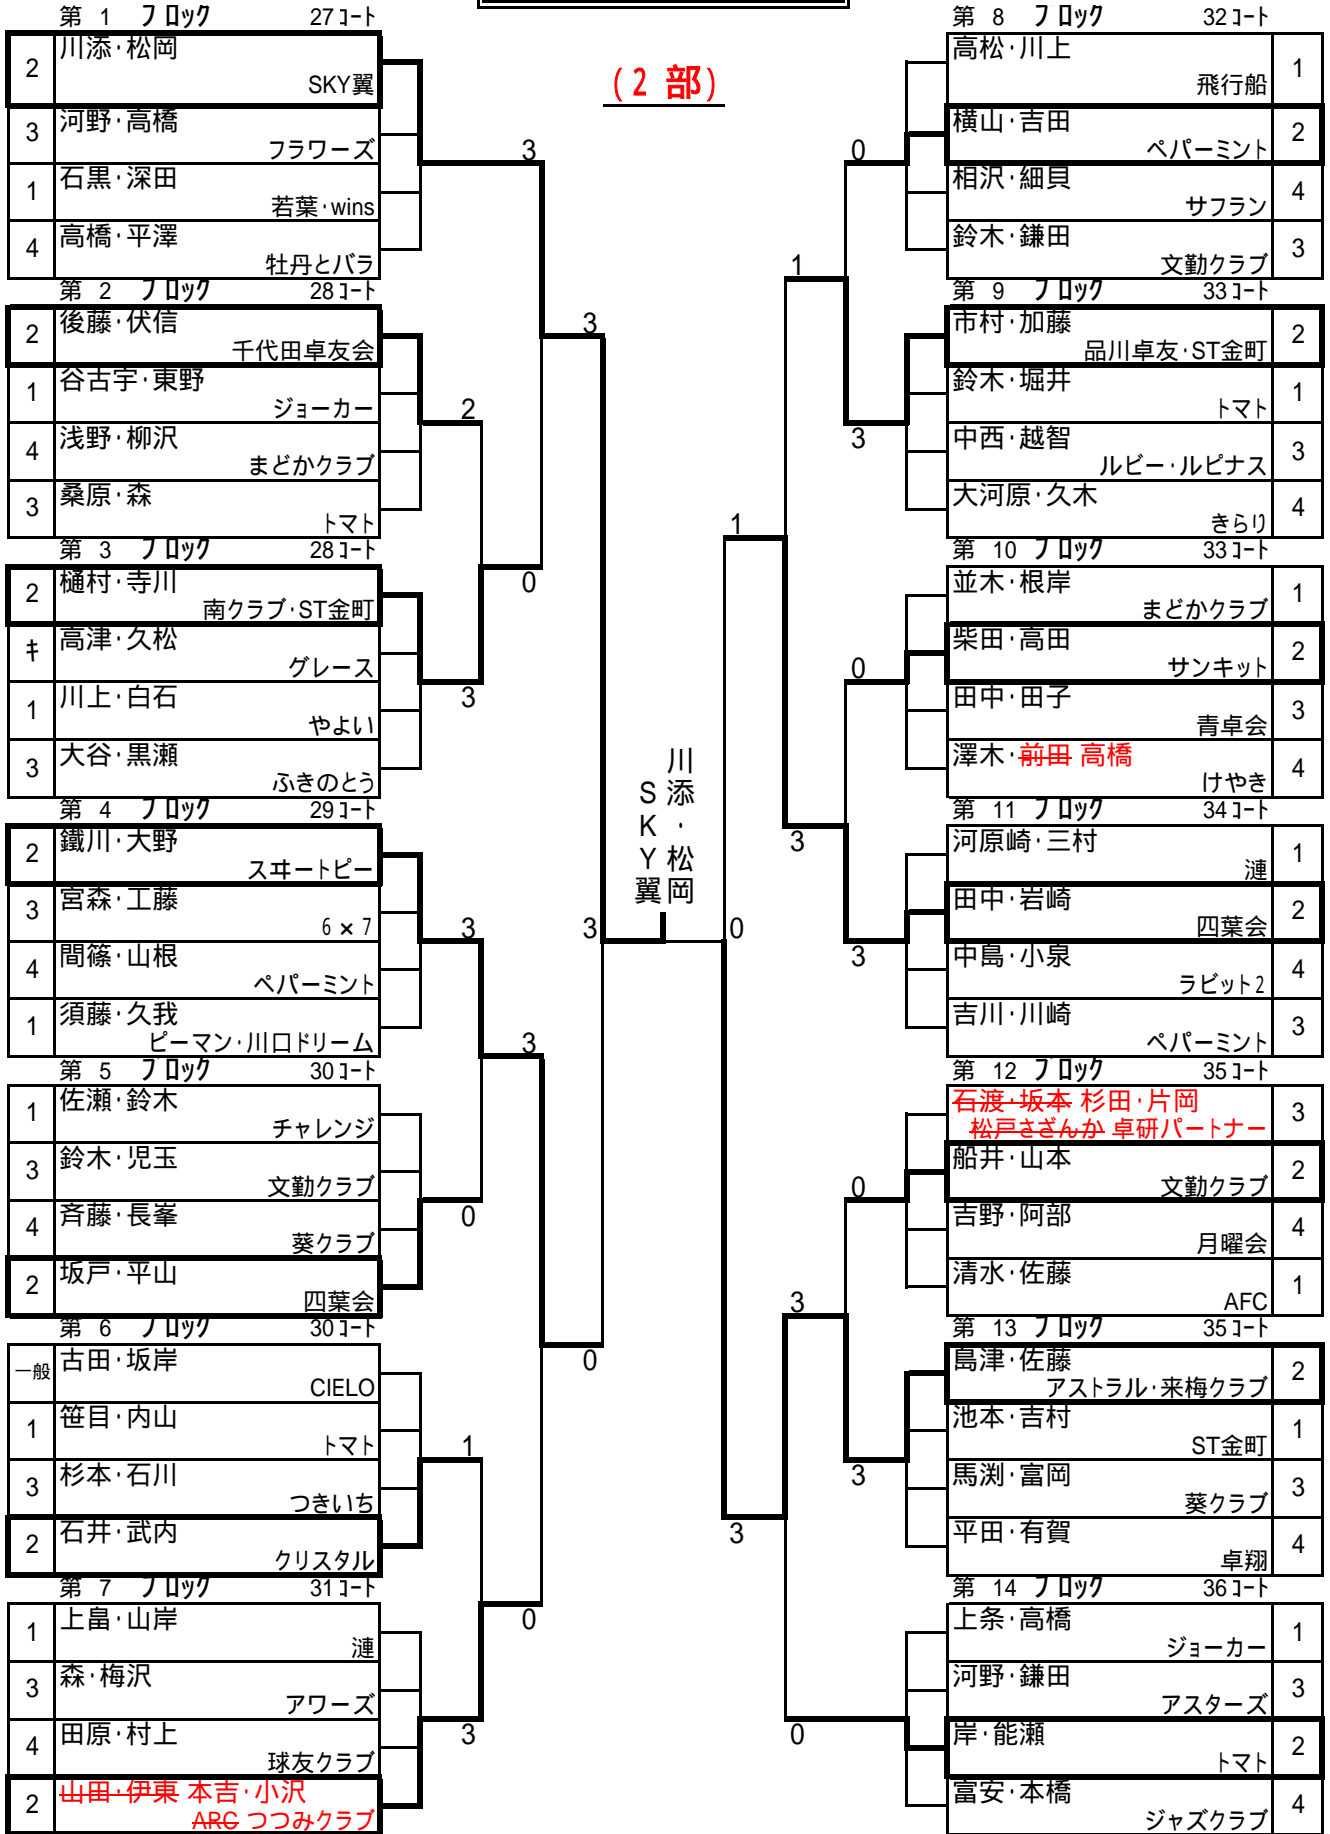 (2 部)
第 1 ブロック 27コート
2 川添・松岡
SKY翼
3 河野・高橋
フラワーズ
1 石黒・深田
若葉・wins
4 高橋・平澤
牡丹とバラ
第 2 ブロック 28コート
2 後藤・伏信
千代田卓友会
1 谷古宇・東野
ジョーカー
4 浅野・柳沢
まどかクラブ
3 桑原・森
トマト
第 3 ブロック 28コート
2 樋村・寺川
南クラブ・ST金町
キ 高津・久松
グレース
1 川上・白石
やよい
3 大谷・黒瀬
ふきのとう
第 4 ブロック 29コート
2 鐵川・大野
スヰートピー
3 宮森・工藤
6 × 7
4 間篠・山根
ペパーミント
1 須藤・久我
ピーマン・川口ドリーム
第 5 ブロック 30コート
1 佐瀬・鈴木
チャレンジ
3 鈴木・児玉
文勤クラブ
4 斉藤・長峯
葵クラブ
2 坂戸・平山
四葉会
第 6 ブロック 30コート
一般 古田・坂岸
CIELO
1 笹目・内山
トマト
3 杉本・石川
つきいち
2 石井・武内
クリスタル
第 7 ブロック 31コート
1 上畠・山岸
漣
3 森・梅沢
アワーズ
4 田原・村上
球友クラブ
2 山田・伊東 本吉・小沢
ARC つつみクラブ
3
2
3
0
3
3
0
3
1
3
0
3
0
0
3
川添・松岡
SKY翼
0
3
1
3
1
3
3
0
0
3
0
3
0
3
第 8 ブロック 32コート
高松・川上 1
飛行船
横山・吉田 2
ペパーミント
相沢・細貝 4
サフラン
鈴木・鎌田 3
文勤クラブ
第 9 ブロック 33コート
市村・加藤 2
品川卓友・ST金町
鈴木・堀井 1
トマト
中西・越智 3
ルビー・ルピナス
大河原・久木 4
きらり
第 10 ブロック 33コート
並木・根岸 1
まどかクラブ
柴田・高田 2
サンキット
田中・田子 3
青卓会
澤木・前田 高橋 4
けやき
第 11 ブロック 34コート
河原崎・三村 1
漣
田中・岩崎 2
四葉会
中島・小泉 4
ラビット2
吉川・川崎 3
ペパーミント
第 12 ブロック 35コート
石渡・坂本 杉田・片岡 3
松戸さざんか 卓研パートナー
船井・山本 2
文勤クラブ
吉野・阿部 4
月曜会
清水・佐藤 1
AFC
第 13 ブロック 35コート
島津・佐藤 2
アストラル・来梅クラブ
池本・吉村 1
ST金町
馬渕・富岡 3
葵クラブ
平田・有賀 4
卓翔
第 14 ブロック 36コート
上条・高橋 1
ジョーカー
河野・鎌田 3
アスターズ
岸・能瀬 2
トマト
富安・本橋 4
ジャズクラブ